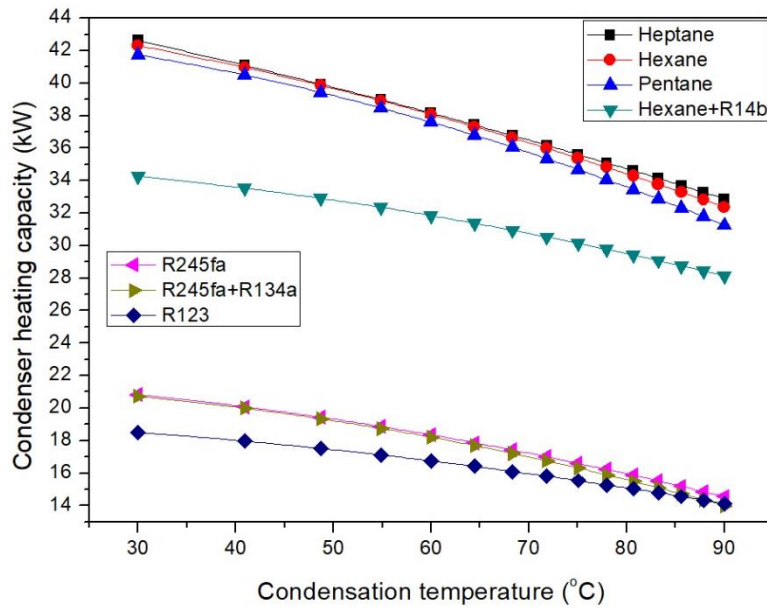 44
42
40
38
36
34
32
30
28
26
24
22
20
18
16
14
Condenser heating capacity (kW)
Heptane
Hexane
Pentane
Hexane+R14b
R245fa
R245fa+R134a
R123
30 40 50 60 70 80 90
Condensation temperature (°C)